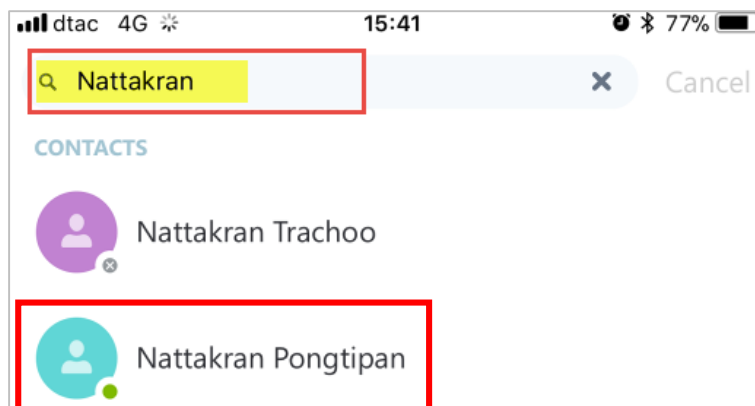 dtac 4G 15:41 77%
Nattakran Cancel
CONTACTS
Nattakran Trachoo
Nattakran Pongtipan